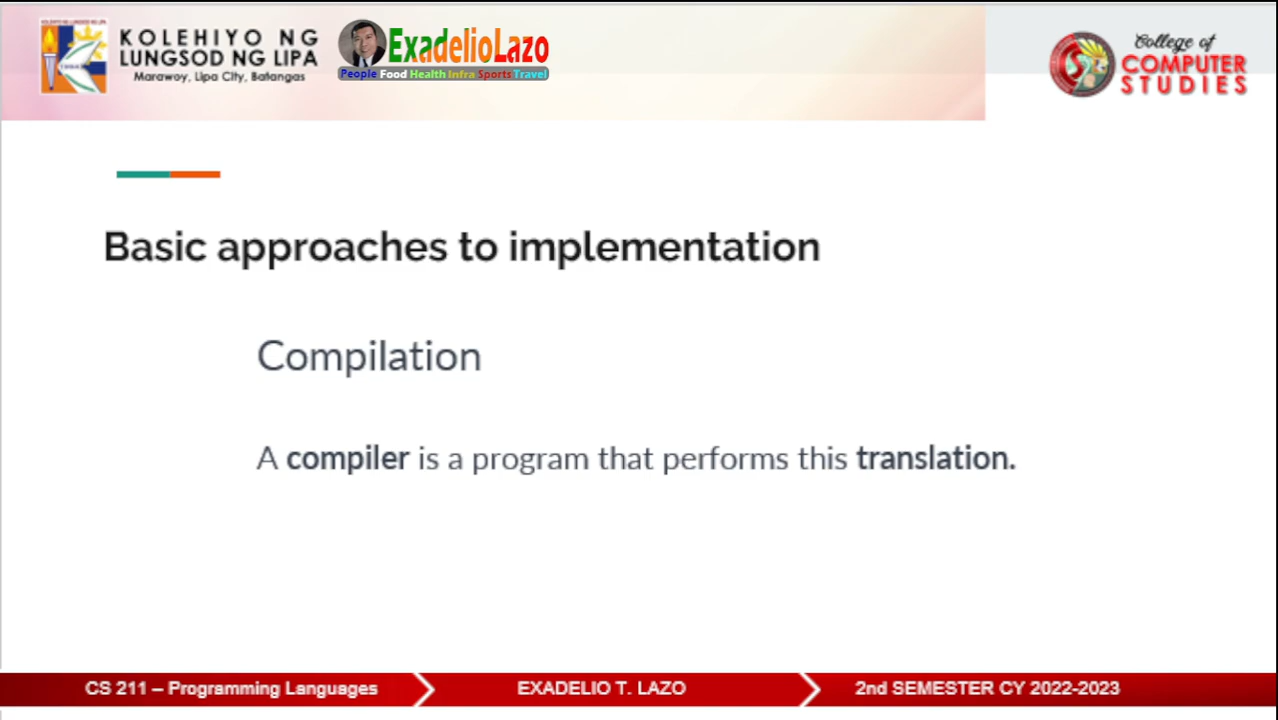 KOLEHIYO NG
LUNGSOD NG LIPA
Marawoy, Lipa City, Batangas
ExadelioLazo
People Food Health Infra Sports Travel
College of
COMPUTER
STUDIES
Basic approaches to implementation
Compilation
A compiler is a program that performs this translation.
CS 211 – Programming Languages
EXADELIO T. LAZO
2nd SEMESTER CY 2022-2023